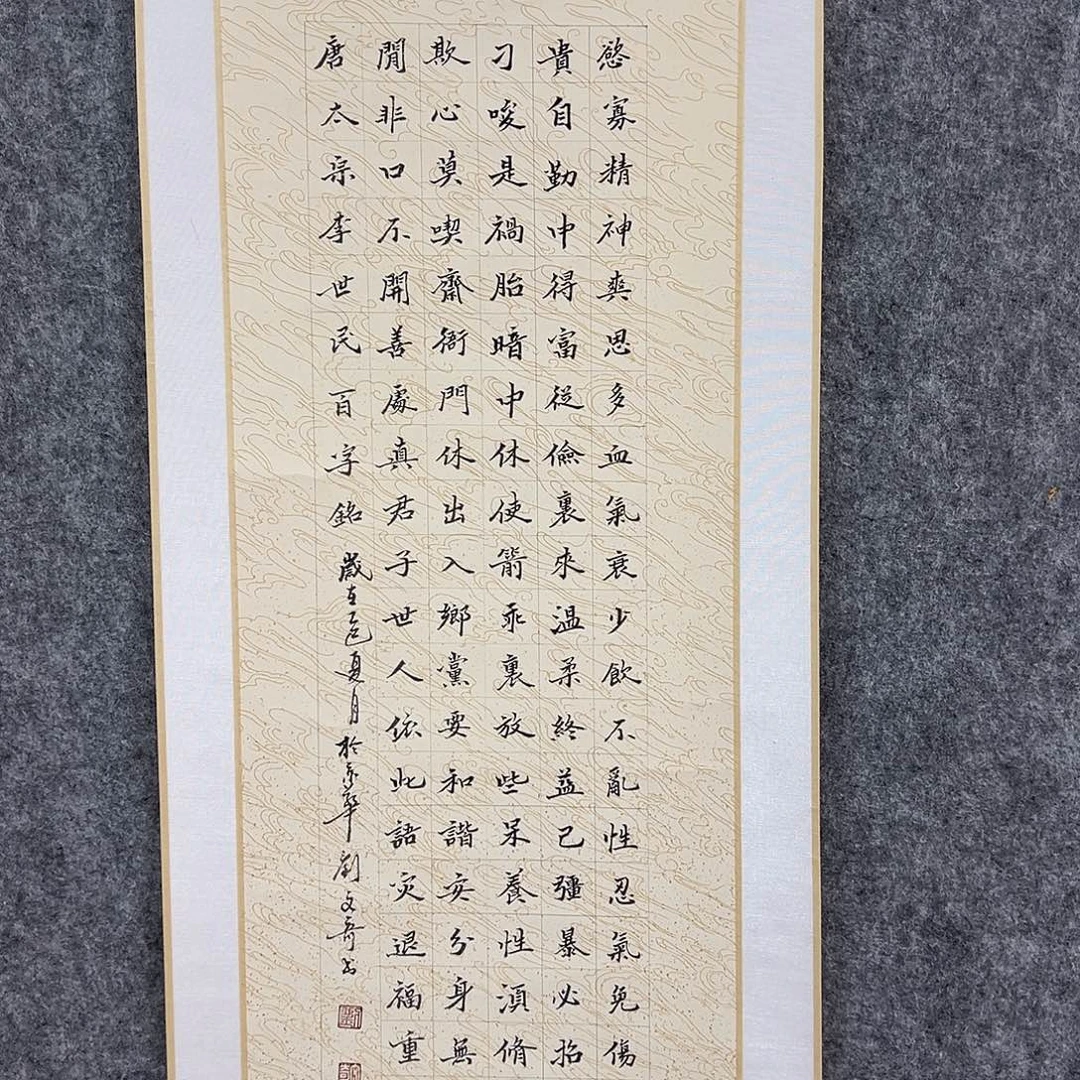 慾寡精神爽思多血氣衰少飲不亂性忍氣免傷
貴自勤中得富從儉裏來温柔終益己彊暴必招
刁唆是禍胎暗中休使箭乖裏放些呆養性須脩
欺心莫喫齋衙門休出入鄉黨要和諧安分身無
閒非口不開善處真君子世人依此語灾退福重
唐太宗李世民百字銘歲在乙巳夏月於京華劉文奇书